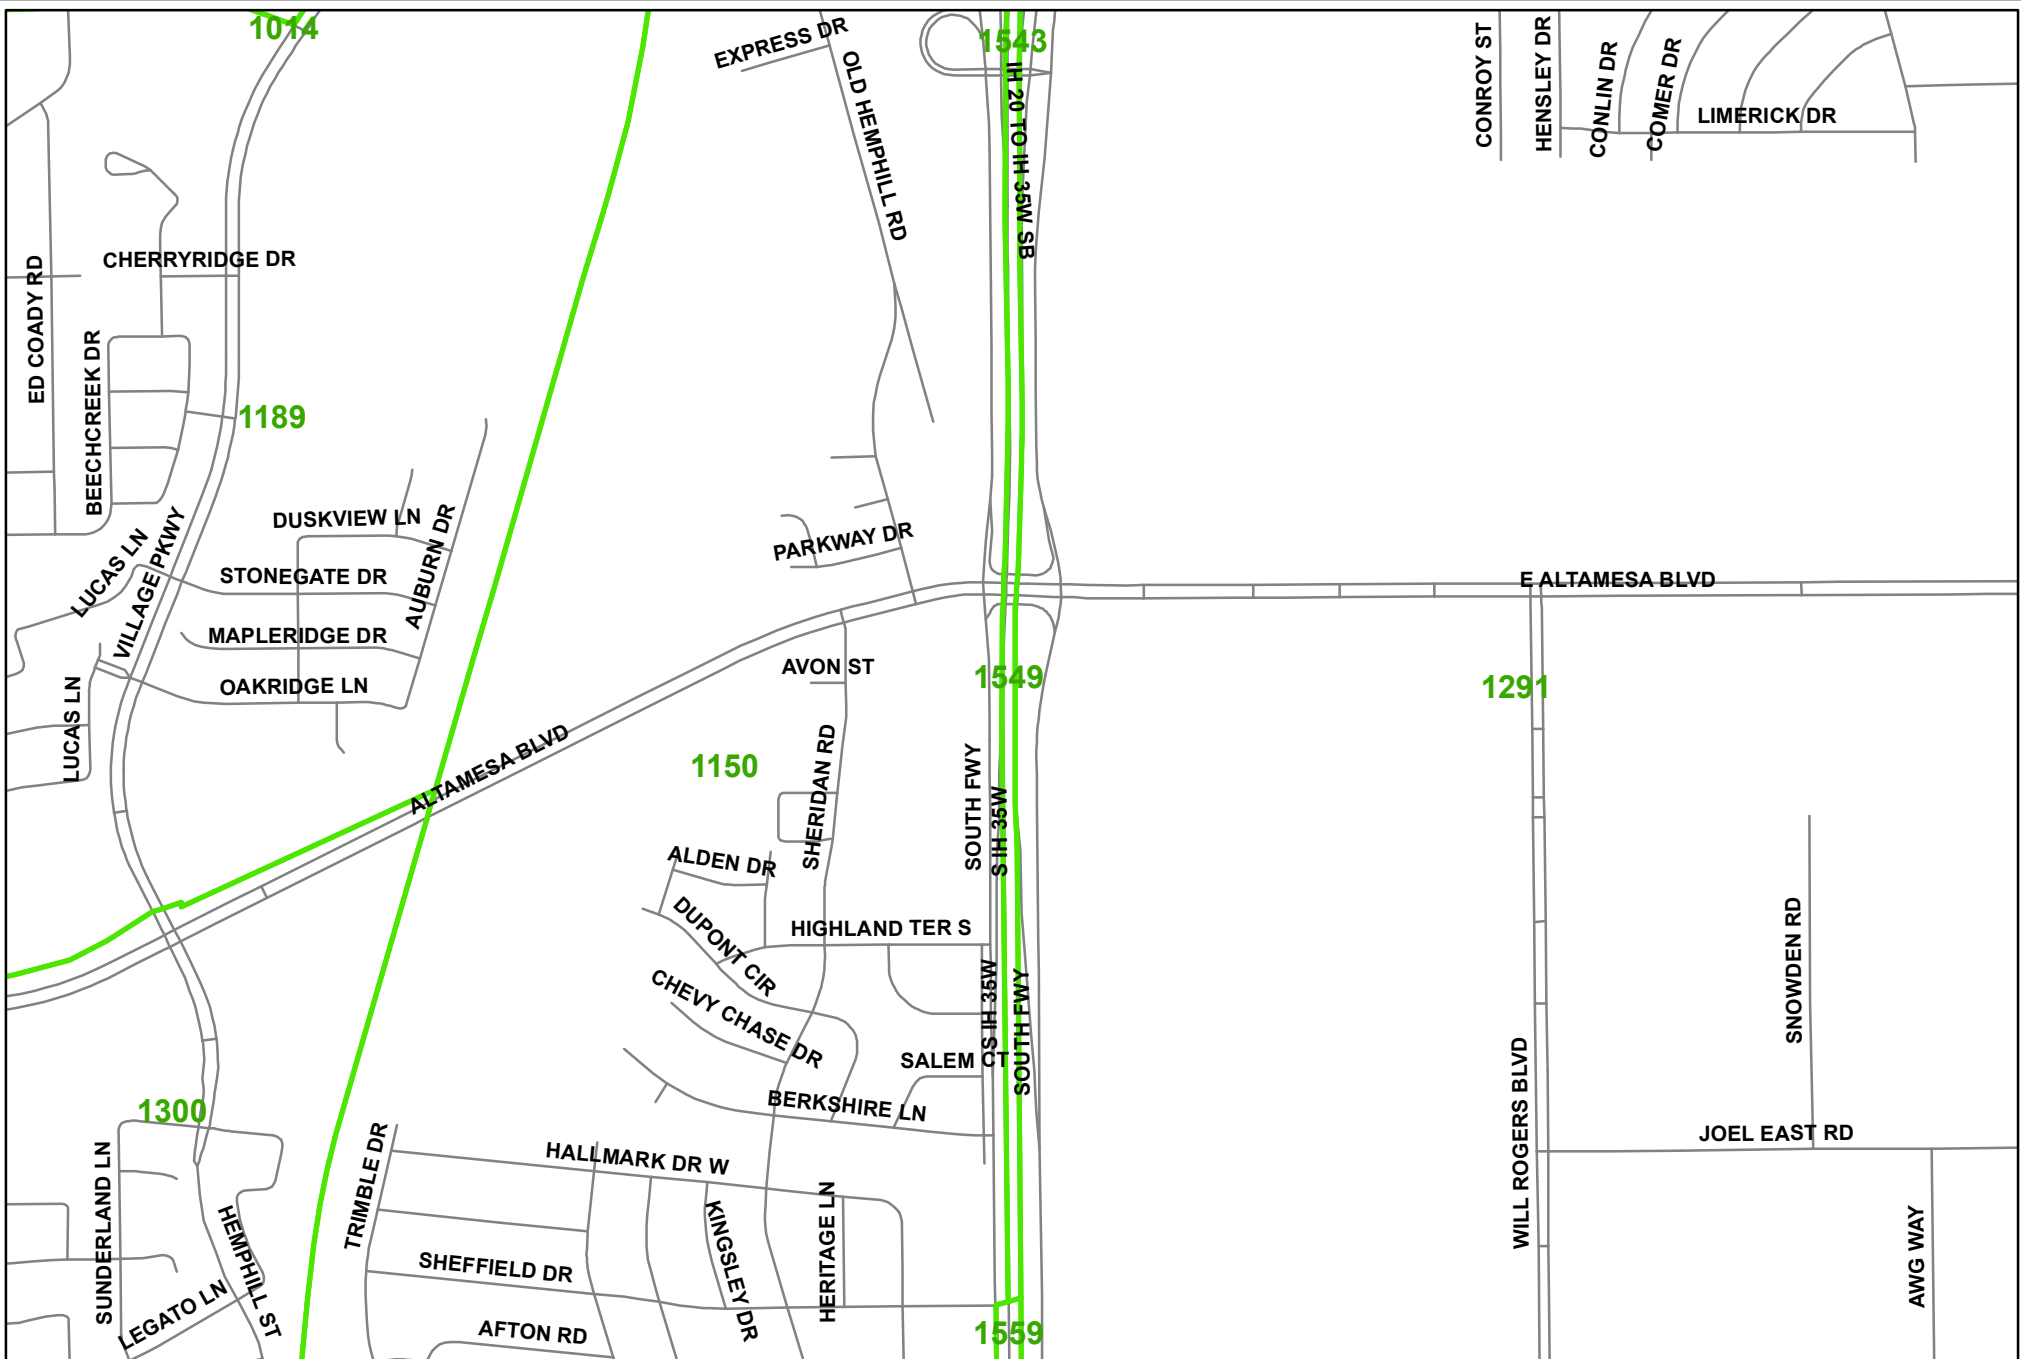 1014
EXPRESS DR
OLD HEMPHILL RD
1543
IH 20 TO IH 35W SB
CONROY ST
HENSLEY DR
CONLIN DR
COMER DR
LIMERICK DR
CHERRYRIDGE DR
ED COADY RD
BEECHCREEK DR
1189
DUSKVIEW LN
AUBURN DR
LUCAS LN
VILLAGE PKWY
STONEGATE DR
MAPLERIDGE DR
OAKRIDGE LN
LUCAS LN
PARKWAY DR
E ALTAMESA BLVD
AVON ST
1549
1291
ALTAMESA BLVD
1150
SHERIDAN RD
SOUTH FWY
S IH 35W
ALDEN DR
DUPONT CIR
HIGHLAND TER S
CHEVY CHASE DR
S IH 35W
SOUTH FWY
SALEM CT
BERKSHIRE LN
SNOWDEN RD
WILL ROGERS BLVD
JOEL EAST RD
AWG WAY
1300
SUNDERLAND LN
HEMPHILL ST
LEGATO LN
TRIMBLE DR
HALLMARK DR W
KINGSLEY DR
HERITAGE LN
SHEFFIELD DR
AFTON RD
1559